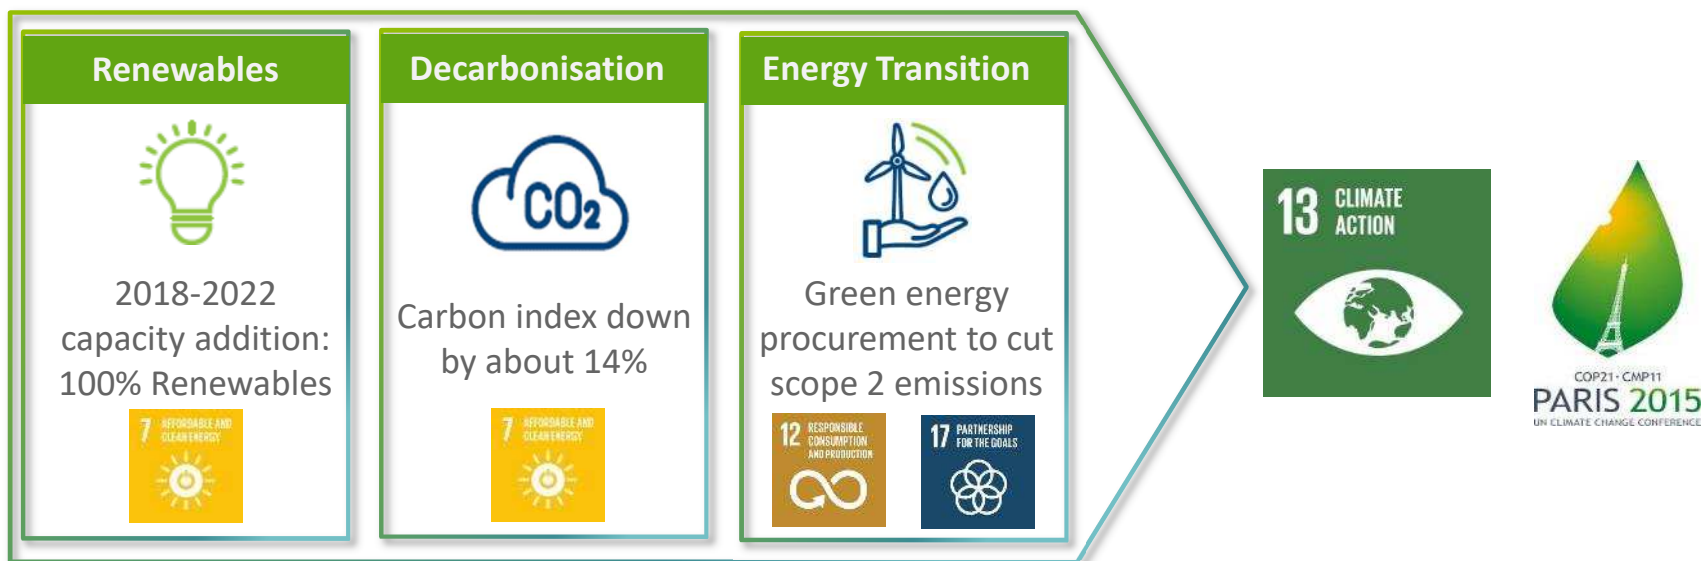 Renewables
2018-2022
capacity addition:
100% Renewables
7 AFFORDABLE AND
CLEAN ENERGY
Decarbonisation
CO2
Carbon index down
by about 14%
7 AFFORDABLE AND
CLEAN ENERGY
Energy Transition
Green energy
procurement to cut
scope 2 emissions
12 RESPONSIBLE
CONSUMPTION
AND PRODUCTION
17 PARTNERSHIP
FOR THE GOALS
13 CLIMATE
ACTION
COP21·CMP11
PARIS 2015
UN CLIMATE CHANGE CONFERENCE